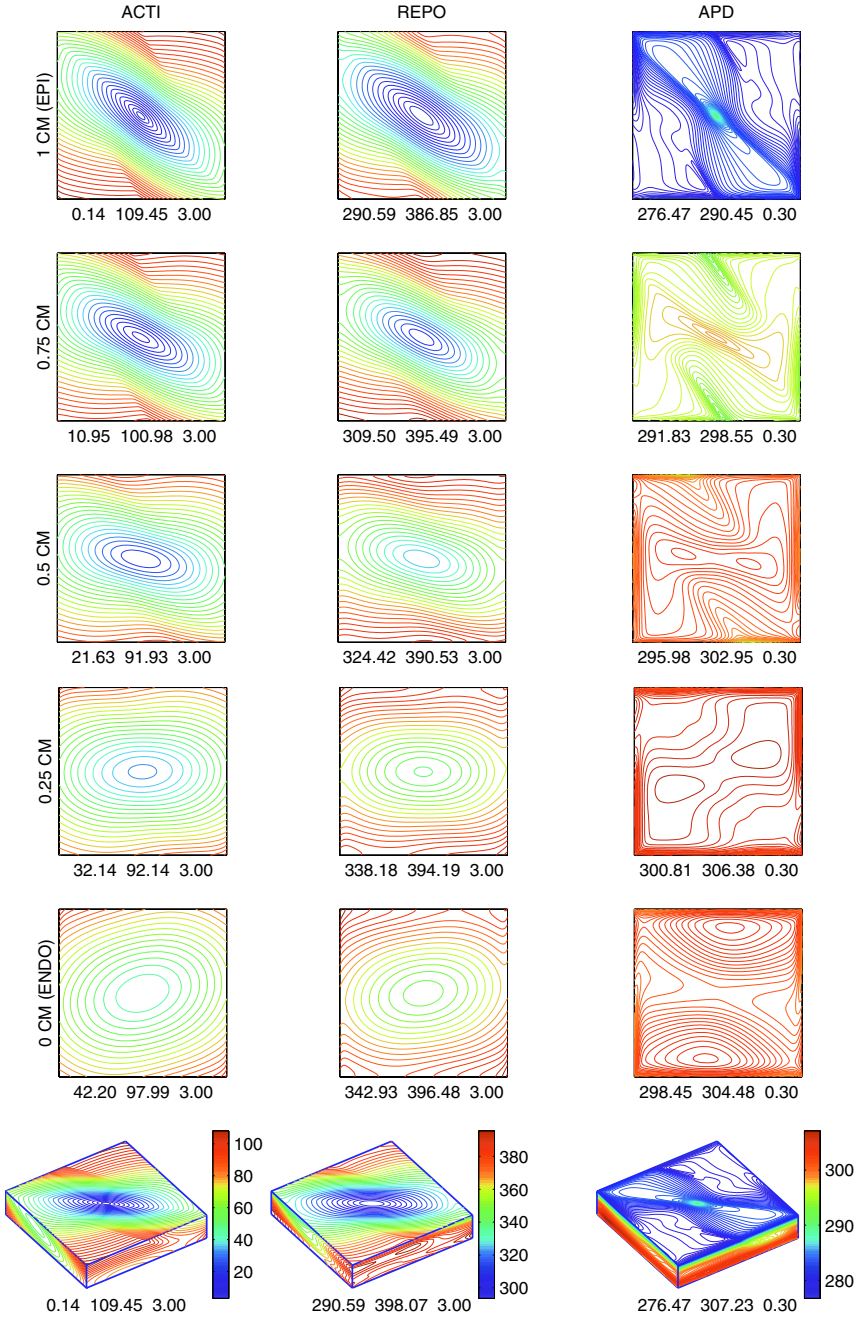 ACTI REPO APD
1 CM (EPI)
0.14 109.45 3.00 290.59 386.85 3.00 276.47 290.45 0.30
0.75 CM
10.95 100.98 3.00 309.50 395.49 3.00 291.83 298.55 0.30
0.5 CM
21.63 91.93 3.00 324.42 390.53 3.00 295.98 302.95 0.30
0.25 CM
32.14 92.14 3.00 338.18 394.19 3.00 300.81 306.38 0.30
0 CM (ENDO)
42.20 97.99 3.00 342.93 396.48 3.00 298.45 304.48 0.30
100
80
60
40
20
380
360
340
320
300
300
290
280
0.14 109.45 3.00 290.59 398.07 3.00 276.47 307.23 0.30